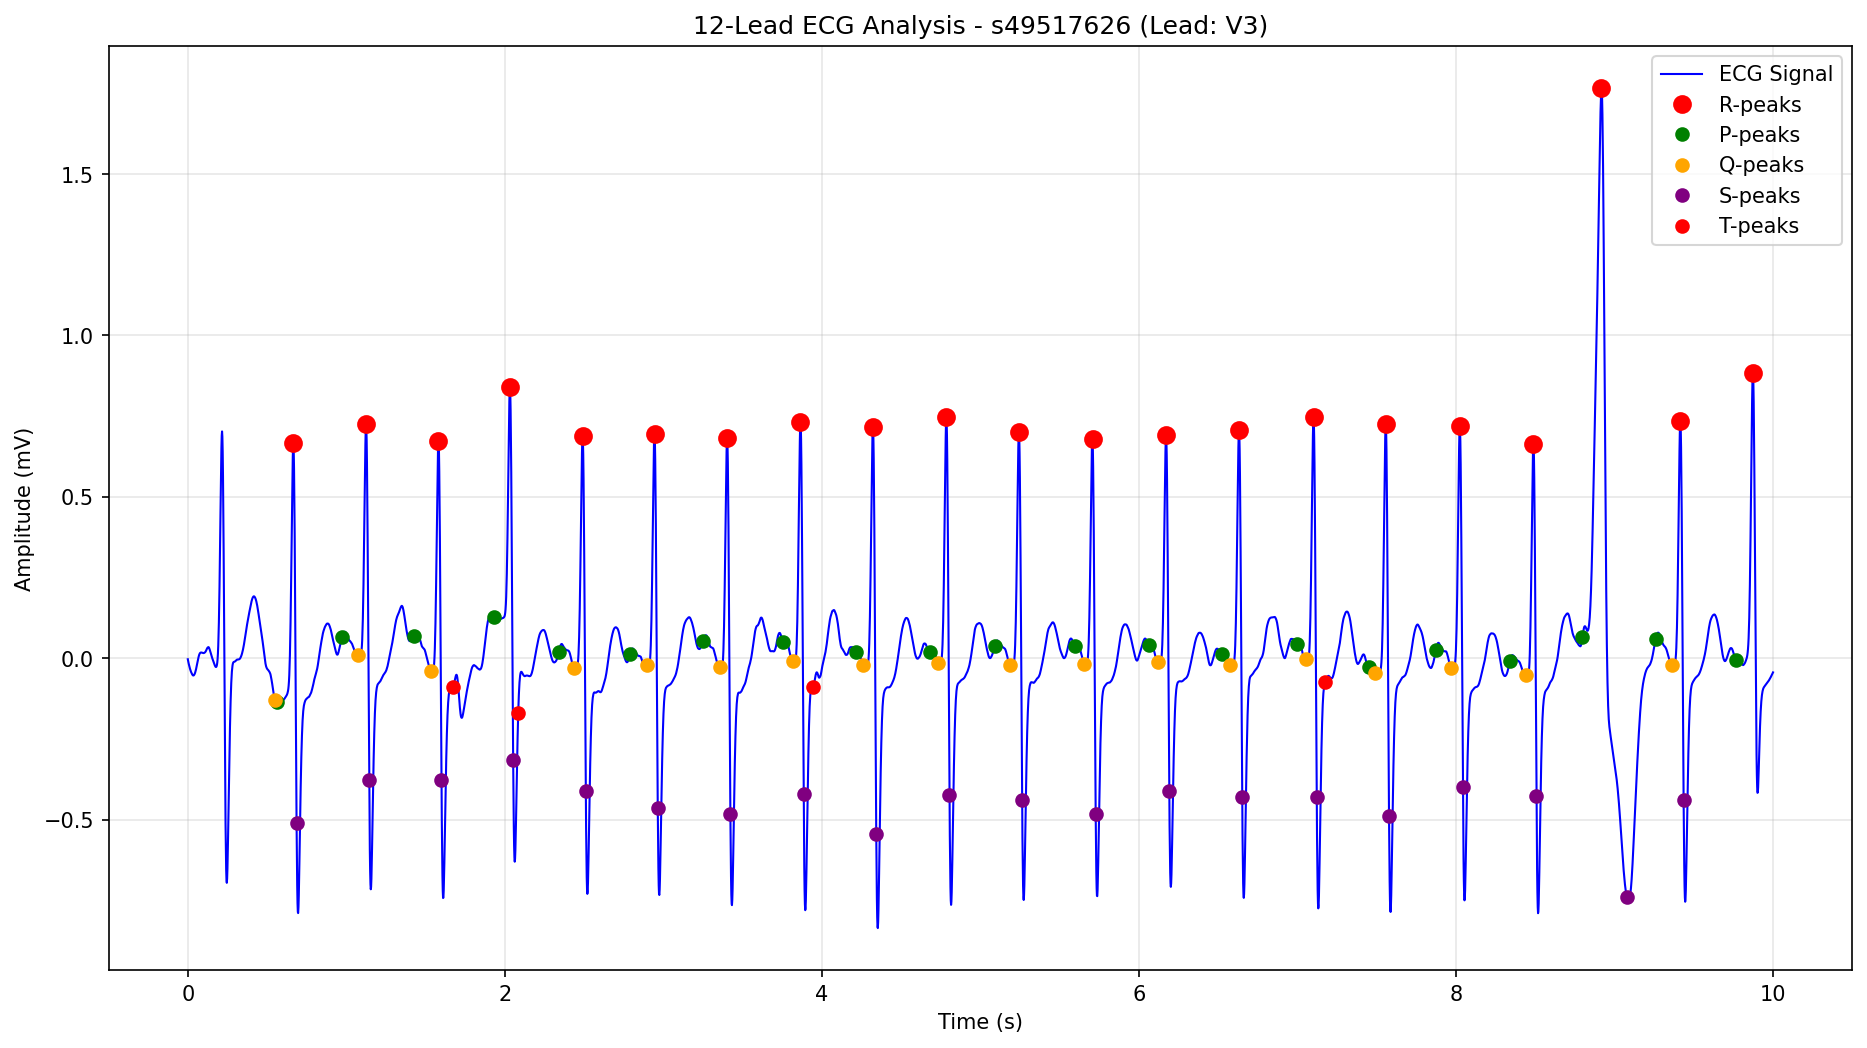 12-Lead ECG Analysis - s49517626 (Lead: V3)
ECG Signal
R-peaks
P-peaks
Q-peaks
S-peaks
T-peaks
Amplitude (mV)
1.5
1.0
0.5
0.0
−0.5
0 2 4 6 8 10
Time (s)